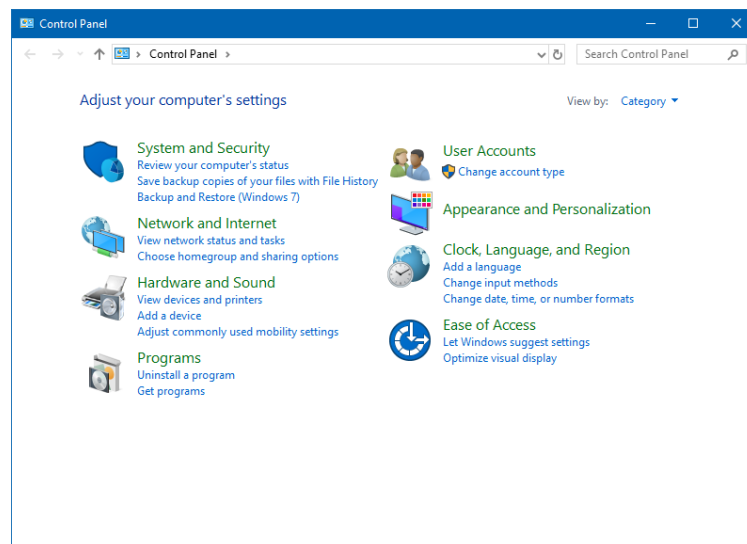 Control Panel
Control Panel
Search Control Panel
Adjust your computer's settings
View by: Category
System and Security
Review your computer's status
Save backup copies of your files with File History
Backup and Restore (Windows 7)
Network and Internet
View network status and tasks
Choose homegroup and sharing options
Hardware and Sound
View devices and printers
Add a device
Adjust commonly used mobility settings
Programs
Uninstall a program
Get programs
User Accounts
Change account type
Appearance and Personalization
Clock, Language, and Region
Add a language
Change input methods
Change date, time, or number formats
Ease of Access
Let Windows suggest settings
Optimize visual display